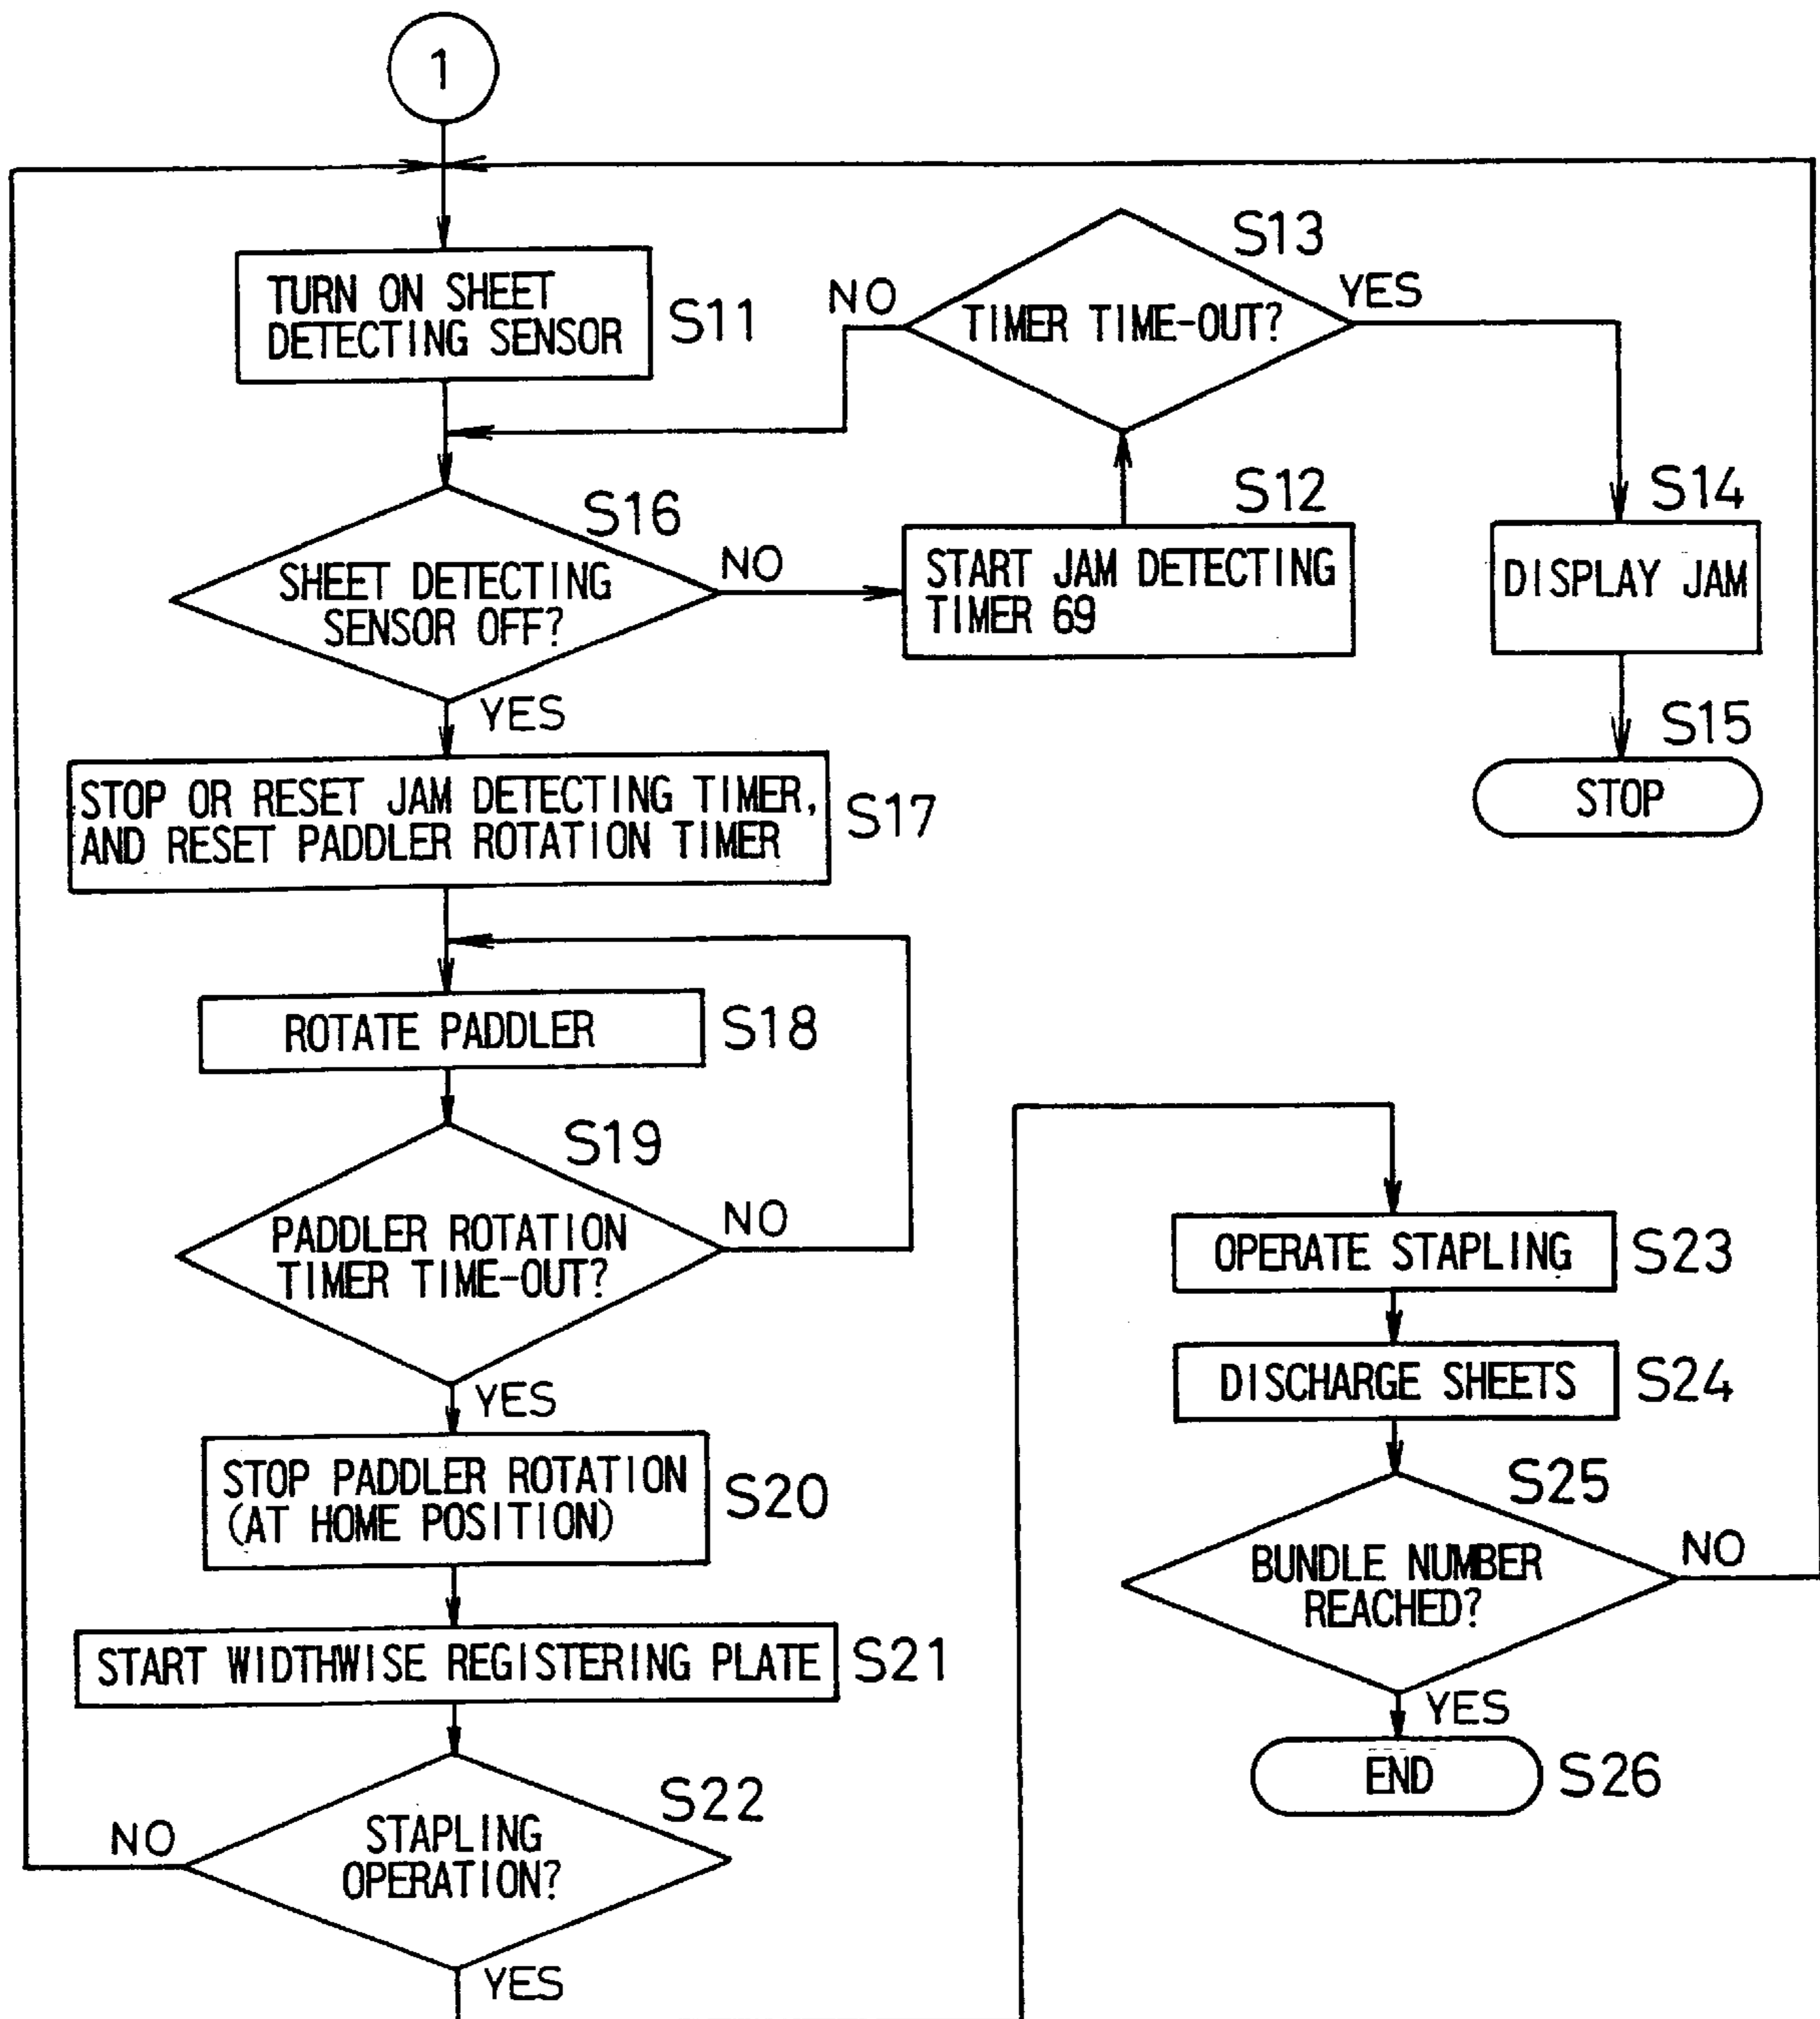 1
TURN ON SHEET
DETECTING SENSOR
S11
S13
TIMER TIME-OUT?
NO
YES
S16
SHEET DETECTING
SENSOR OFF?
NO
YES
S12
START JAM DETECTING
TIMER 69
S14
DISPLAY JAM
S15
STOP
STOP OR RESET JAM DETECTING TIMER,
AND RESET PADDLER ROTATION TIMER
S17
ROTATE PADDLER
S18
S19
PADDLER ROTATION
TIMER TIME-OUT?
NO
YES
STOP PADDLER ROTATION
(AT HOME POSITION)
S20
START WIDTHWISE REGISTERING PLATE
S21
S22
STAPLING
OPERATION?
NO
YES
OPERATE STAPLING
S23
DISCHARGE SHEETS
S24
S25
BUNDLE NUMBER
REACHED?
NO
YES
END
S26